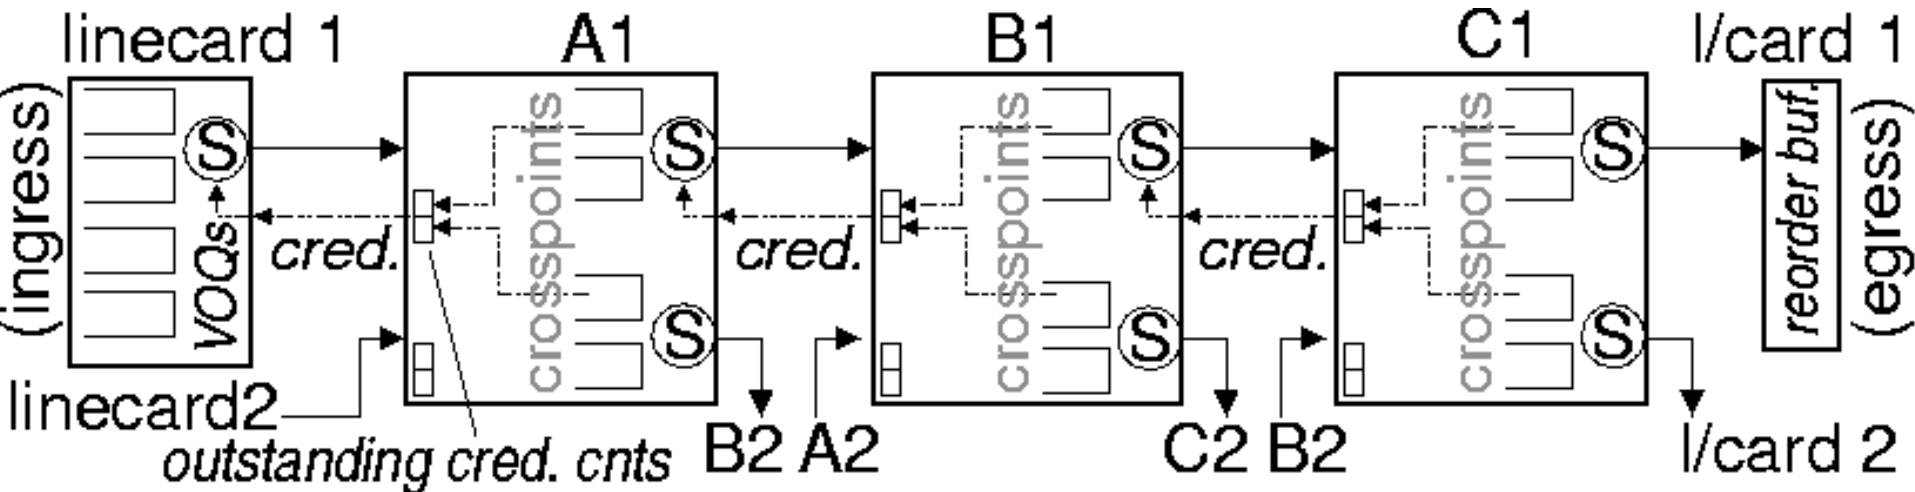 linecard 1
A1
B1
C1
l/card 1
(ingress)
VOQs
S
cred.
crosspoints
S
S
cred.
crosspoints
S
S
cred.
crosspoints
S
S
reorder buf.
(egress)
linecard2
outstanding cred. cnts
B2
A2
C2
B2
l/card 2